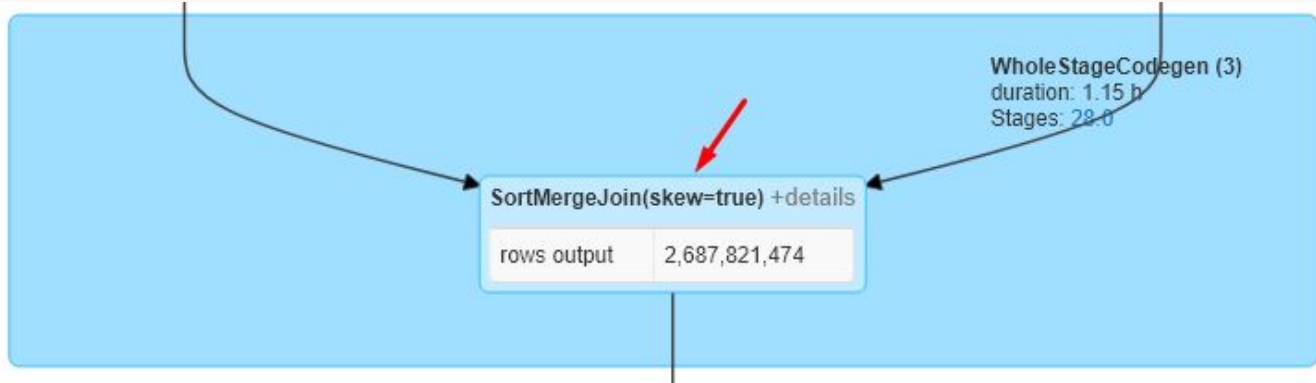 WholeStageCodegen (3)
duration: 1.15 h
Stages: 28.0
SortMergeJoin(skew=true) +details
rows output 2,687,821,474